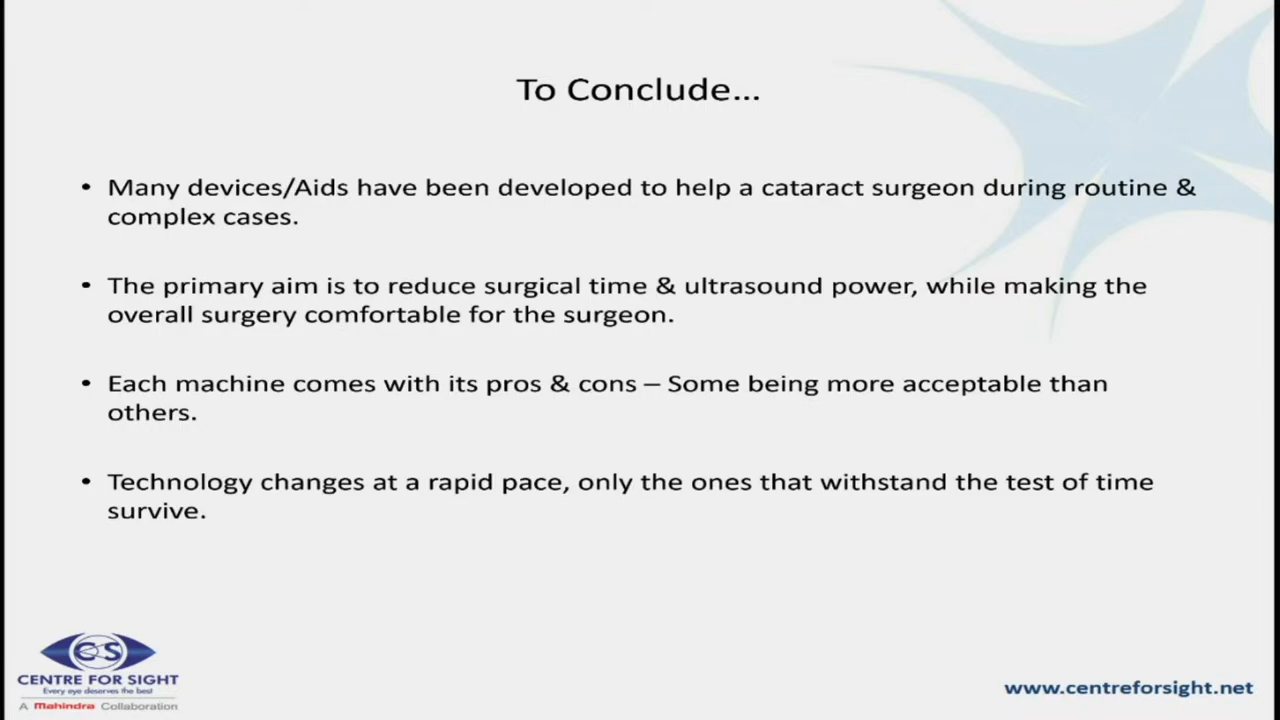 To Conclude...
• Many devices/Aids have been developed to help a cataract surgeon during routine &
complex cases.
• The primary aim is to reduce surgical time & ultrasound power, while making the
overall surgery comfortable for the surgeon.
• Each machine comes with its pros & cons – Some being more acceptable than
others.
• Technology changes at a rapid pace, only the ones that withstand the test of time
survive.
CS
CENTRE FOR SIGHT
Every eye deserves the best
A Mahindra Collaboration
www.centreforsight.net